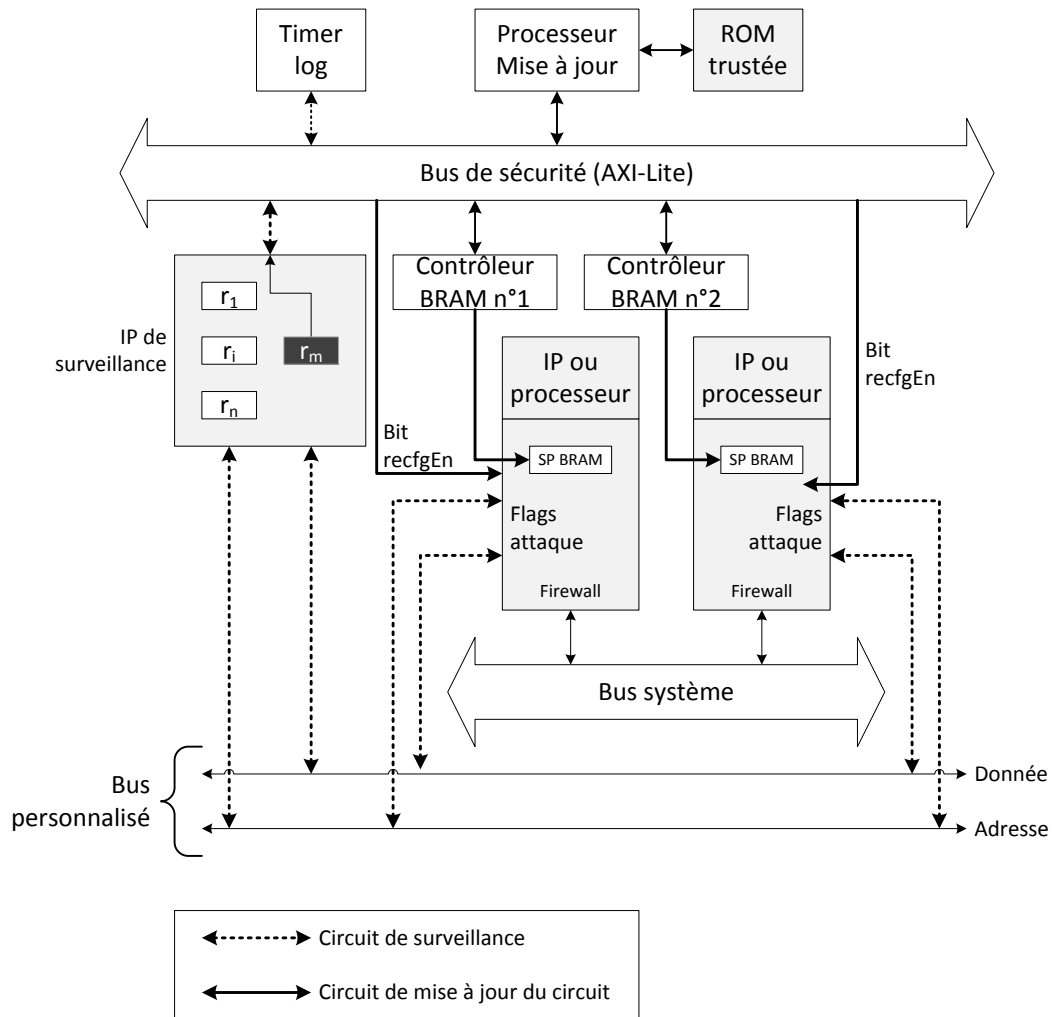 Timer
log
Processeur
Mise à jour
ROM
trustée
Bus de sécurité (AXI-Lite)
Contrôleur
BRAM n°1
Contrôleur
BRAM n°2
IP de
surveillance
r1
ri
rn
rm
IP ou
processeur
IP ou
processeur
Bit
recfgEn
Bit
recfgEn
SP BRAM
SP BRAM
Flags
attaque
Flags
attaque
Firewall
Firewall
Bus système
Bus
personnalisé
Donnée
Adresse
Circuit de surveillance
Circuit de mise à jour du circuit